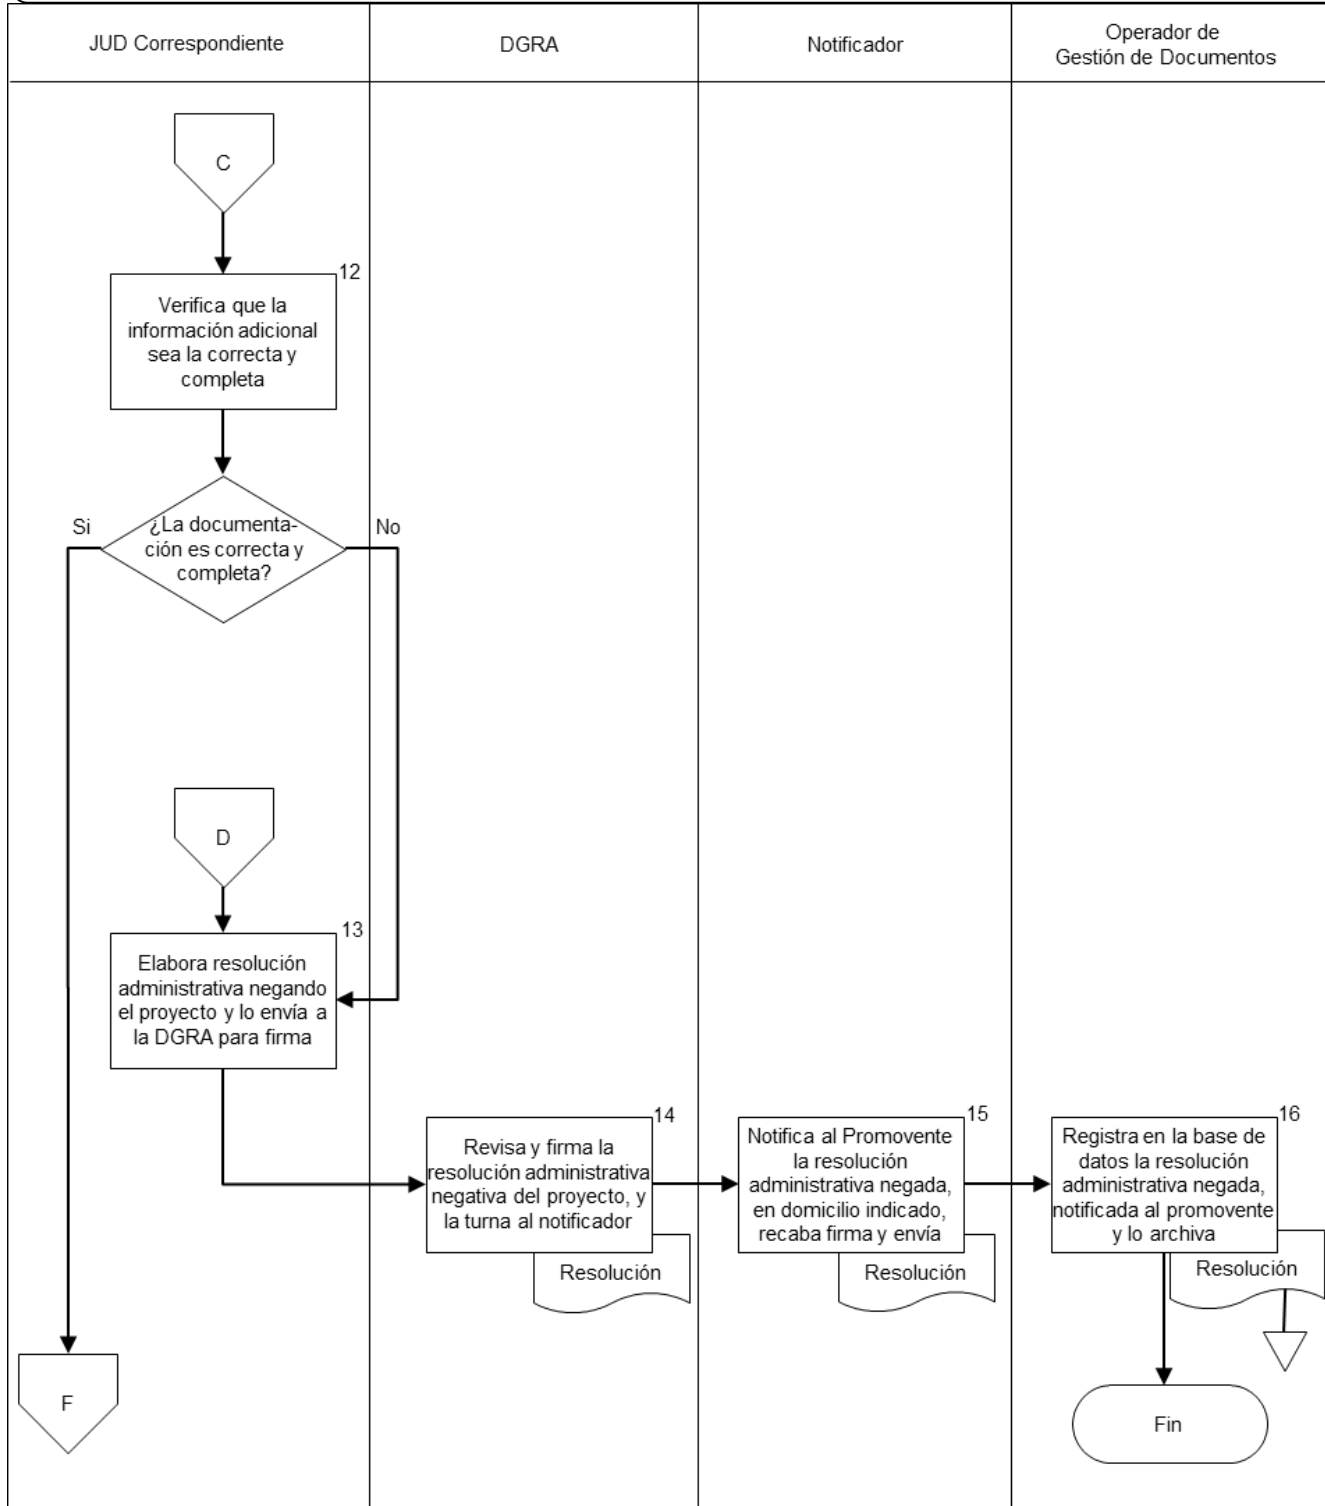 JUD Correspondiente
DGRA
Notificador
Operador de
Gestión de Documentos
C
12
Verifica que la
información adicional
sea la correcta y
completa
Si
¿La documenta-
ción es correcta y
completa?
No
D
13
Elabora resolución
administrativa negando
el proyecto y lo envía a
la DGRA para firma
14
Revisa y firma la
resolución administrativa
negativa del proyecto, y
la turna al notificador
Resolución
15
Notifica al Promovente
la resolución
administrativa negada,
en domicilio indicado,
recaba firma y envía
Resolución
16
Registra en la base de
datos la resolución
administrativa negada,
notificada al promovente
y lo archiva
Resolución
F
Fin